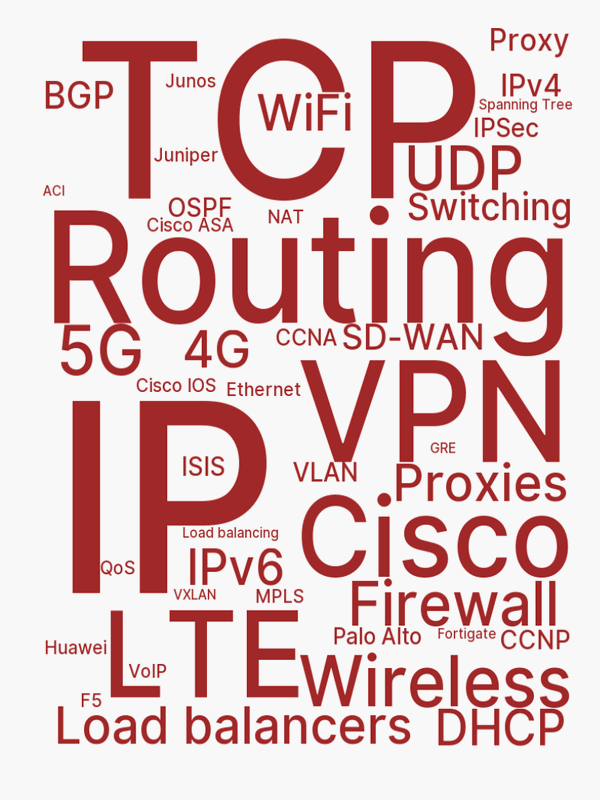 Proxy
TCP
BGP
Junos
WiFi
IPv4
Spanning Tree
IPSec
Juniper
UDP
ACI
OSPF
NAT
Switching
Cisco ASA
Routing
5G
4G
CCNA
SD-WAN
Cisco IOS
Ethernet
VPN
GRE
IP
ISIS
VLAN
Proxies
Load balancing
Cisco
QoS
IPv6
VXLAN
MPLS
Firewall
LTE
Palo Alto
Fortigate
CCNP
Huawei
VoIP
Wireless
F5
Load balancers
DHCP